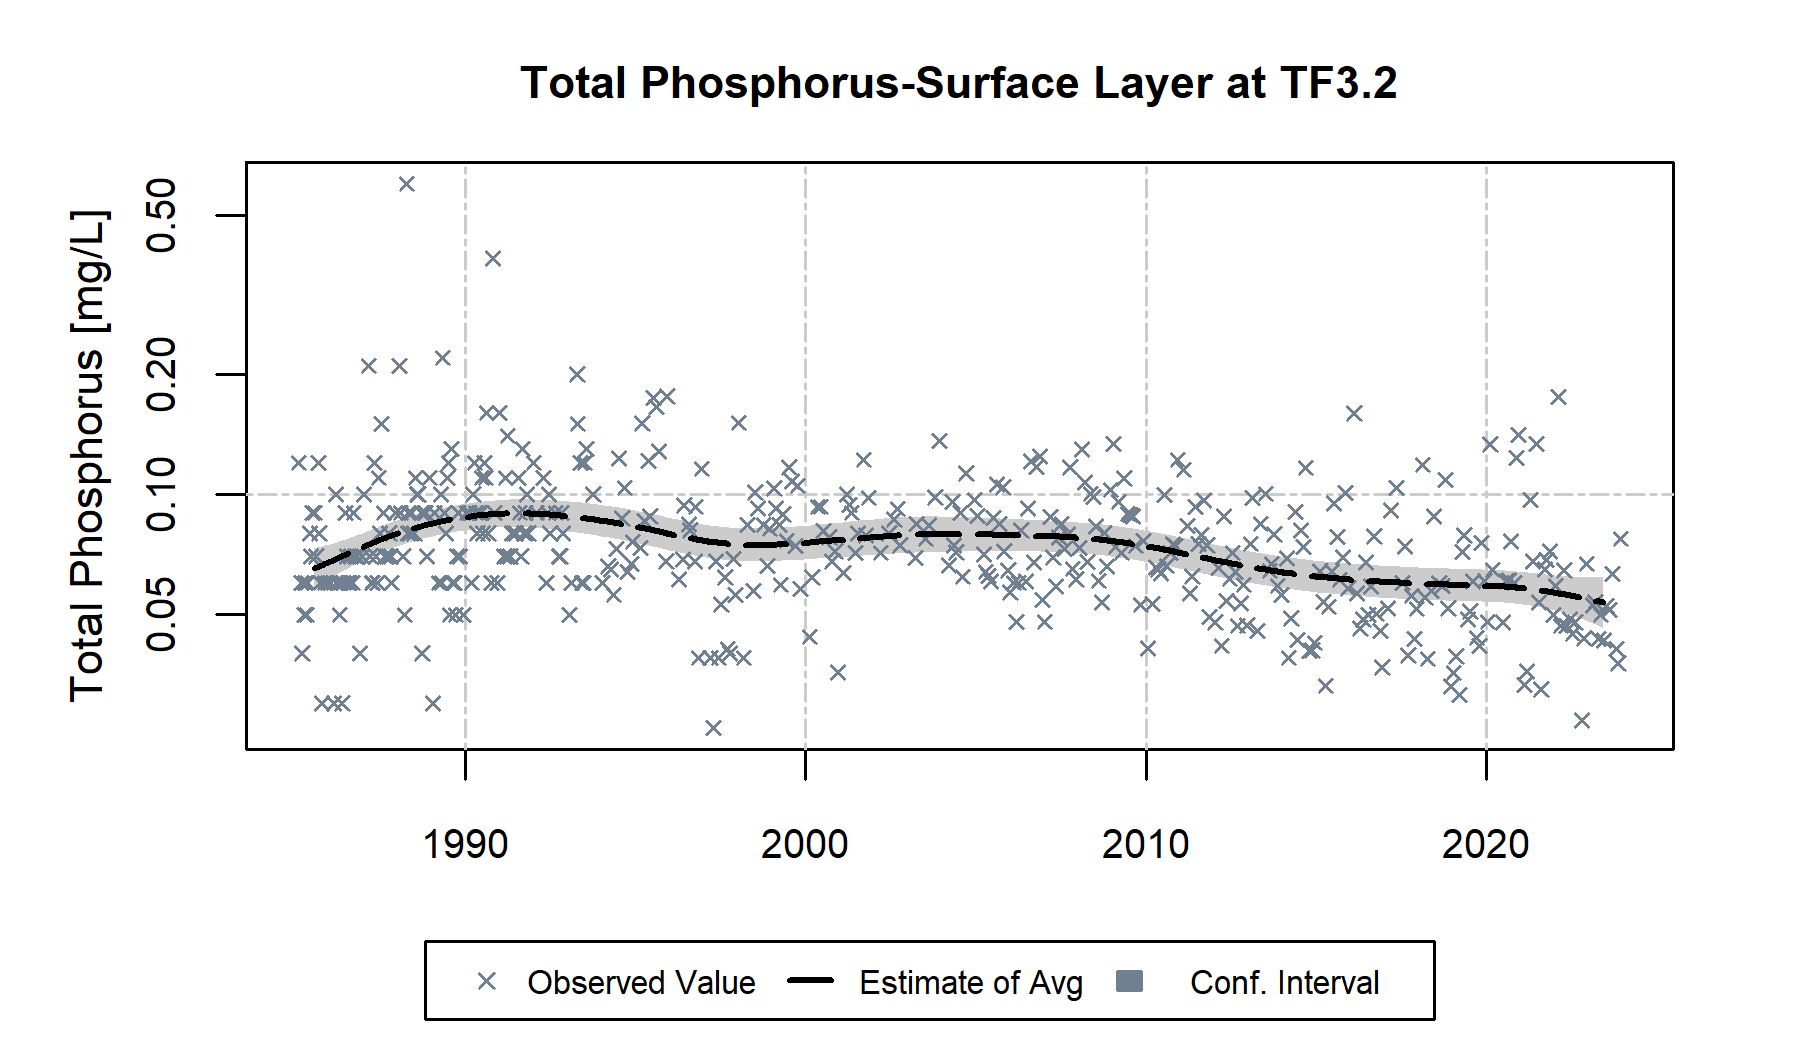 Total Phosphorus-Surface Layer at TF3.2
Total Phosphorus [mg/L]
0.50
0.20
0.10
0.05
1990 2000 2010 2020
Observed Value Estimate of Avg Conf. Interval